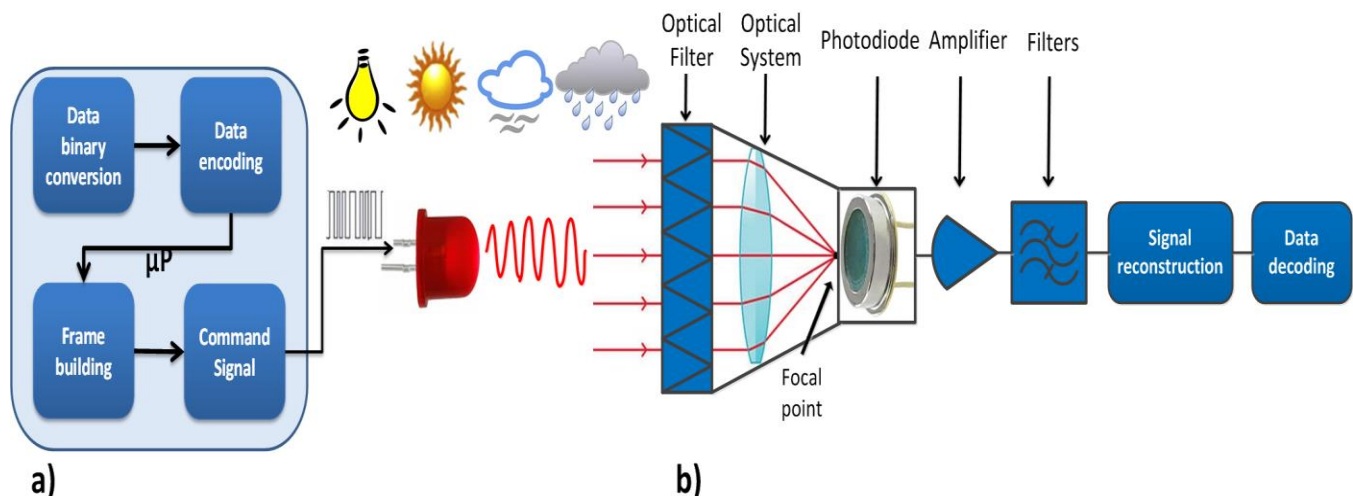 Data
binary
conversion
Data
encoding
μP
Frame
building
Command
Signal
a)
Optical
Filter
Optical
System
Photodiode
Amplifier
Filters
Focal
point
Signal
reconstruction
Data
decoding
b)